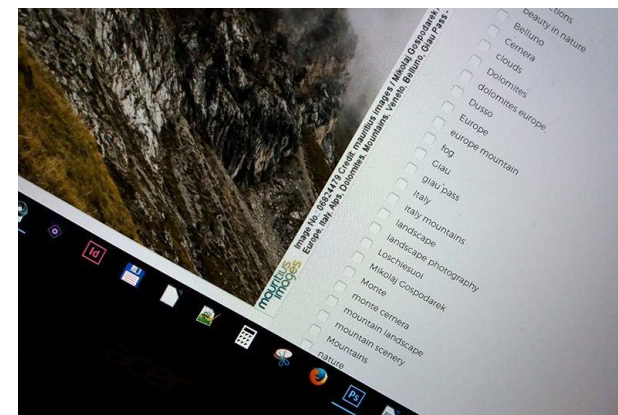 Image No. 06824479 Credit: mauritius images / Mikolaj Gospodarek
Europe, Italy, Alps, Dolomites, Mountains, Veneto, Belluno, Giau Pass -
mauritius
images
beauty in nature
Belluno
Cernera
clouds
Dolomites
dolomites europe
Dusso
Europe
europe mountain
fog
Giau
giau pass
Italy
Italy mountains
landscape
landscape photography
Loschiesuoi
Mikolaj Gospodarek
Monte
monte cernera
mountain landscape
mountain scenery
Mountains
nature
Id
Ps
acer